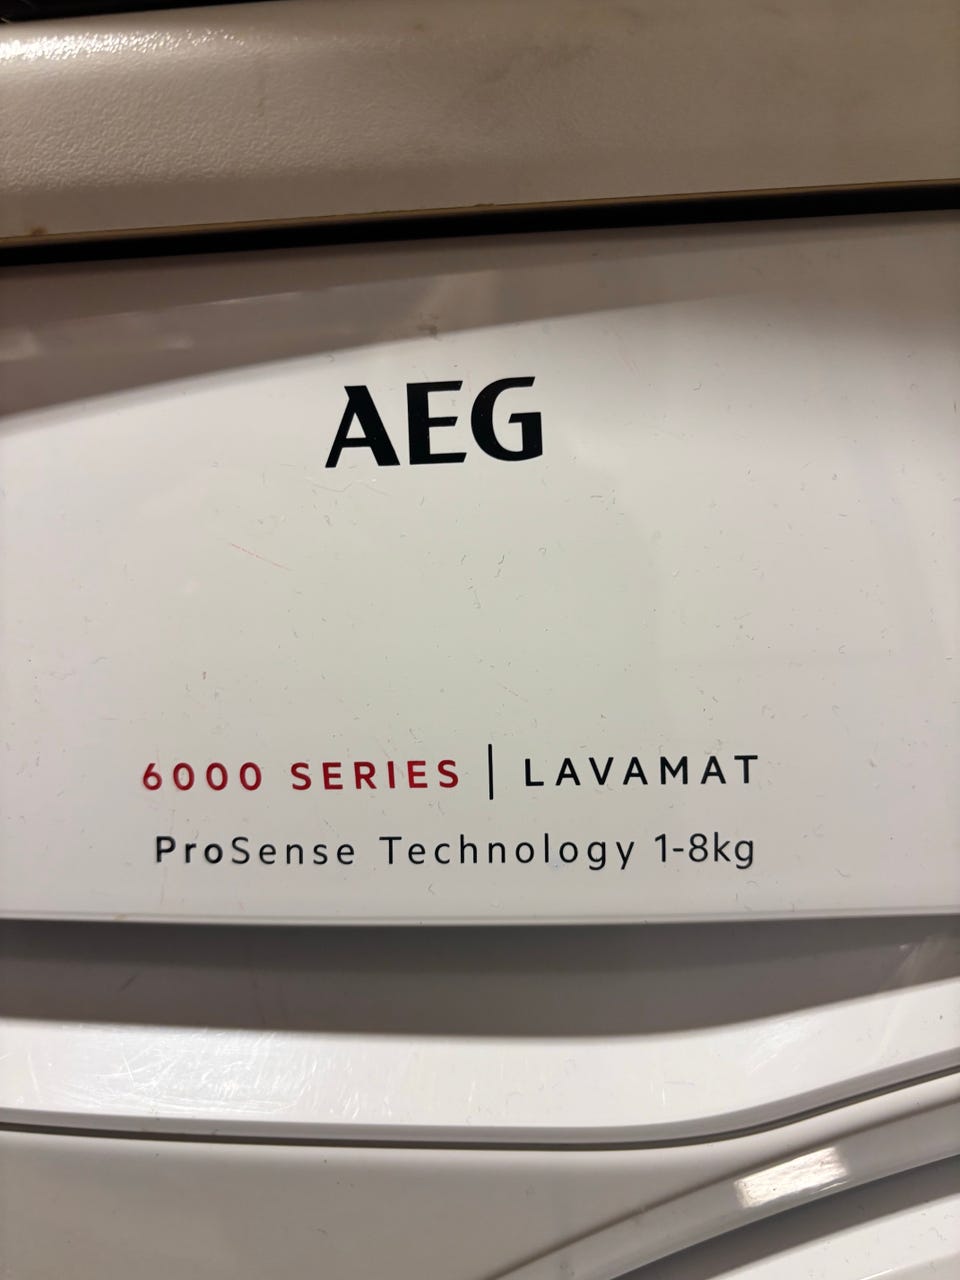 AEG
6000 SERIES | LAVAMAT
ProSense Technology 1-8kg